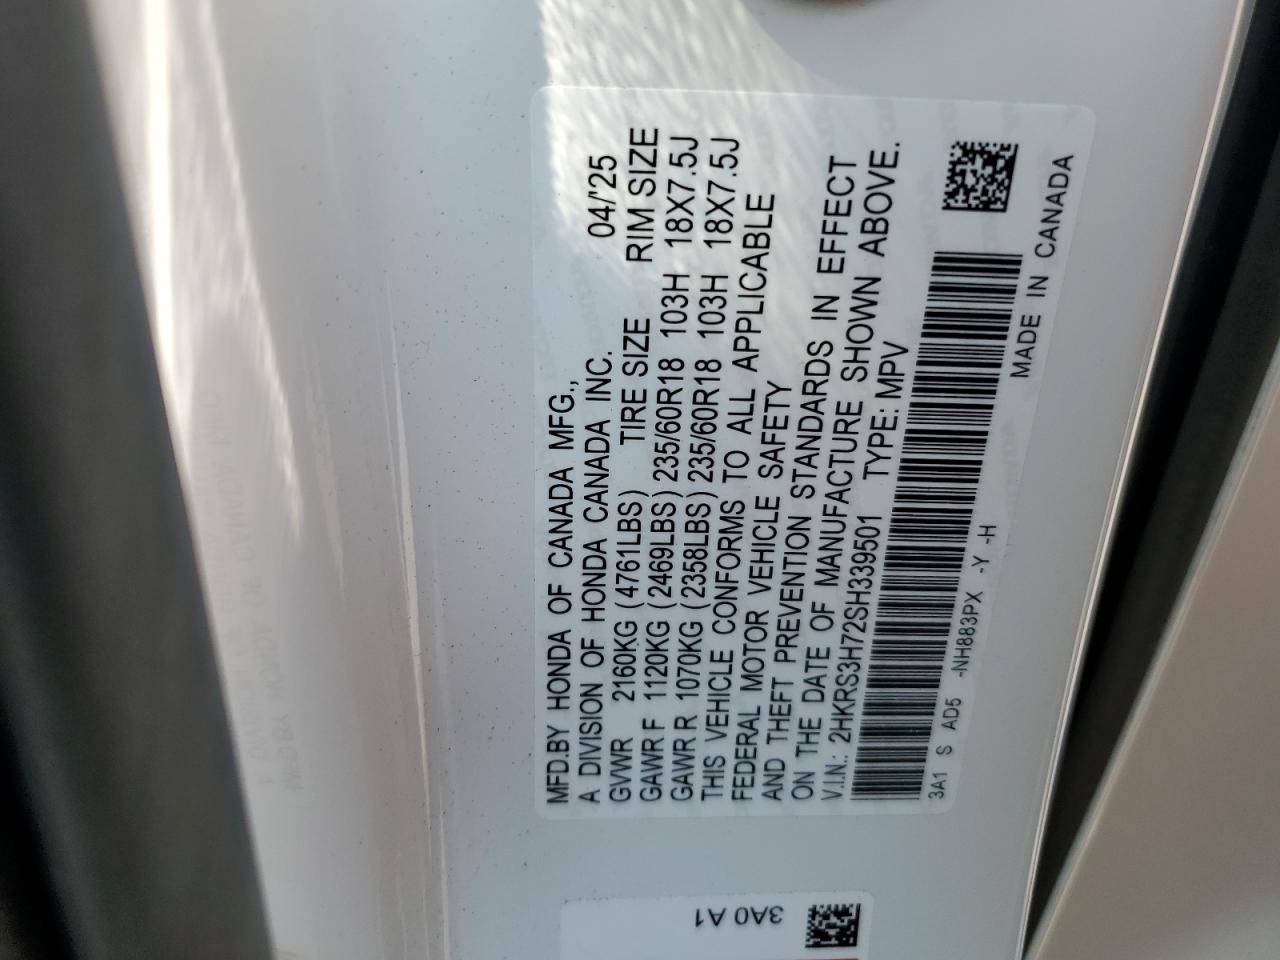 MFD.BY HONDA OF CANADA MFG.,
A DIVISION OF HONDA CANADA INC. 04/'25
GVWR 2160KG (4761LBS) TIRE SIZE RIM SIZE
GAWR F 1120KG (2469LBS) 235/60R18 103H 18X7.5J
GAWR R 1070KG (2358LBS) 235/60R18 103H 18X7.5J
THIS VEHICLE CONFORMS TO ALL APPLICABLE
FEDERAL MOTOR VEHICLE SAFETY
AND THEFT PREVENTION STANDARDS IN EFFECT
ON THE DATE OF MANUFACTURE SHOWN ABOVE.
V.I.N.: 2HKRS3H72SH339501 TYPE: MPV
3A1 S AD5 -NH883PX -Y -H
MADE IN CANADA
3A0 A1